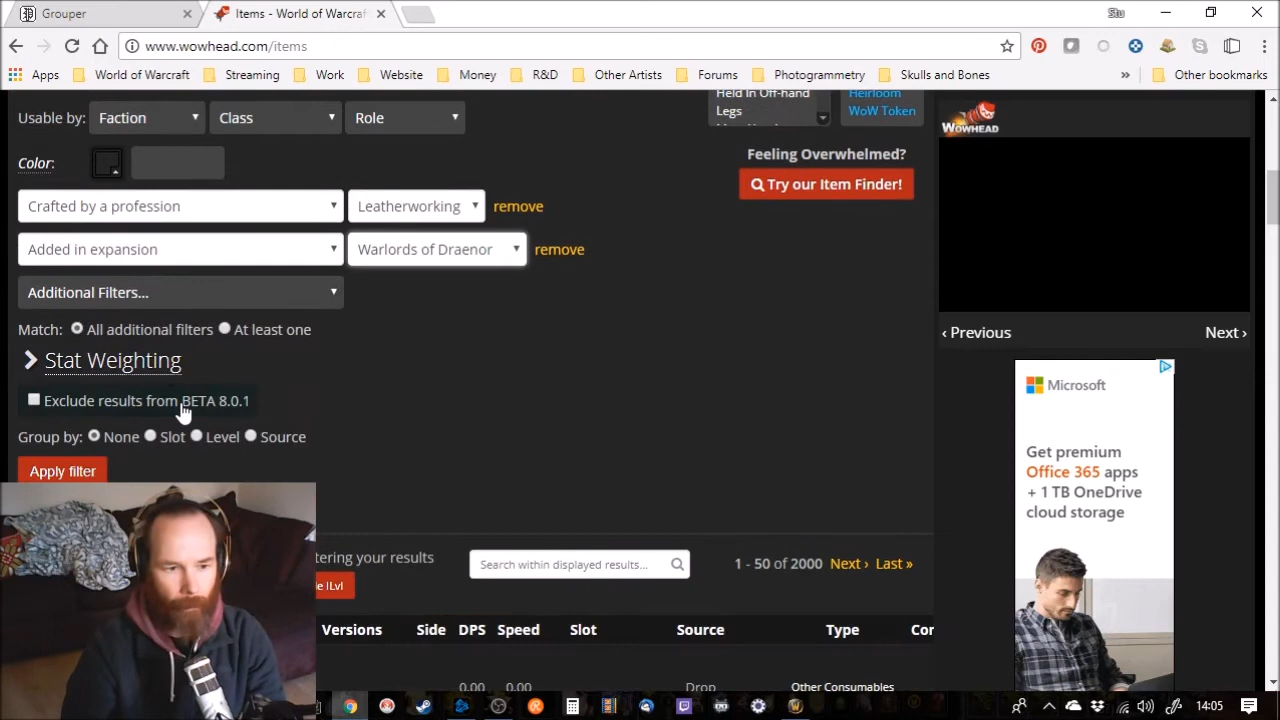 Grouper
Items - World of Warcraft
Stu
www.wowhead.com/items
Apps World of Warcraft Streaming Work Website Money R&D Other Artists Forums Photogrammetry Skulls and Bones » Other bookmarks
Held In Off-hand
Legs
Heirloom
WoW Token
Usable by: Faction Class Role
Color:
Feeling Overwhelmed?
Try our Item Finder!
Crafted by a profession Leatherworking remove
Added in expansion Warlords of Draenor remove
Additional Filters...
Match: All additional filters At least one
Stat Weighting
Exclude results from BETA 8.0.1
Group by: None Slot Level Source
Apply filter
tering your results
Search within displayed results...
1 - 50 of 2000 Next › Last »
e ILvl
Versions Side DPS Speed Slot Source Type Con
0.00 0.00 Drop Other Consumables
WOWHEAD
‹ Previous Next ›
Microsoft
Get premium
Office 365 apps
+ 1 TB OneDrive
cloud storage
14:05